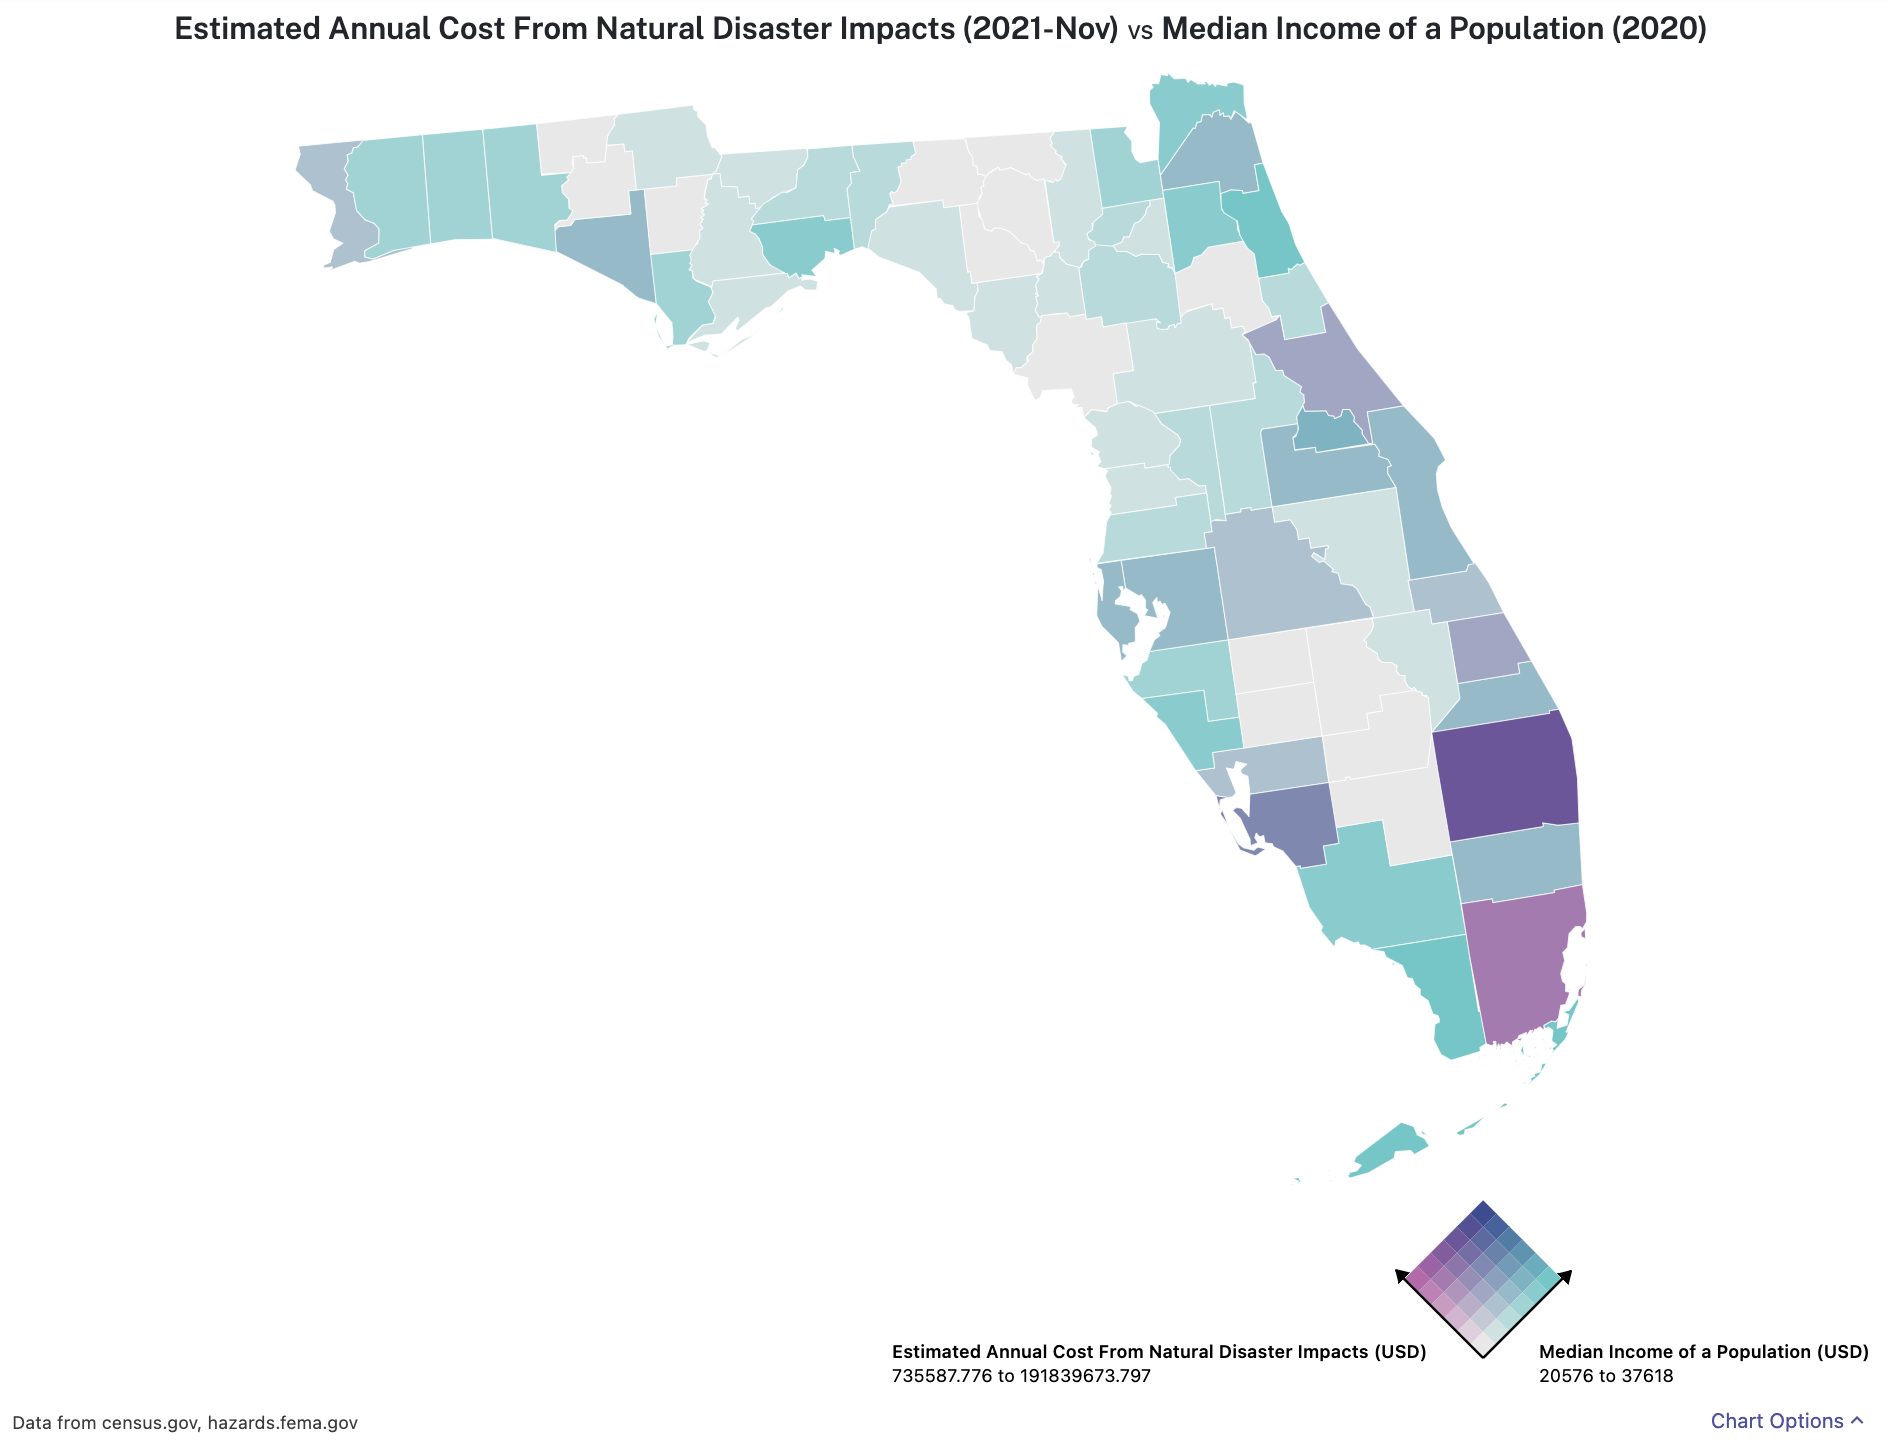 Estimated Annual Cost From Natural Disaster Impacts (2021-Nov) vs Median Income of a Population (2020)
Estimated Annual Cost From Natural Disaster Impacts (USD)
735587.776 to 191839673.797
Median Income of a Population (USD)
20576 to 37618
Data from census.gov, hazards.fema.gov
Chart Options